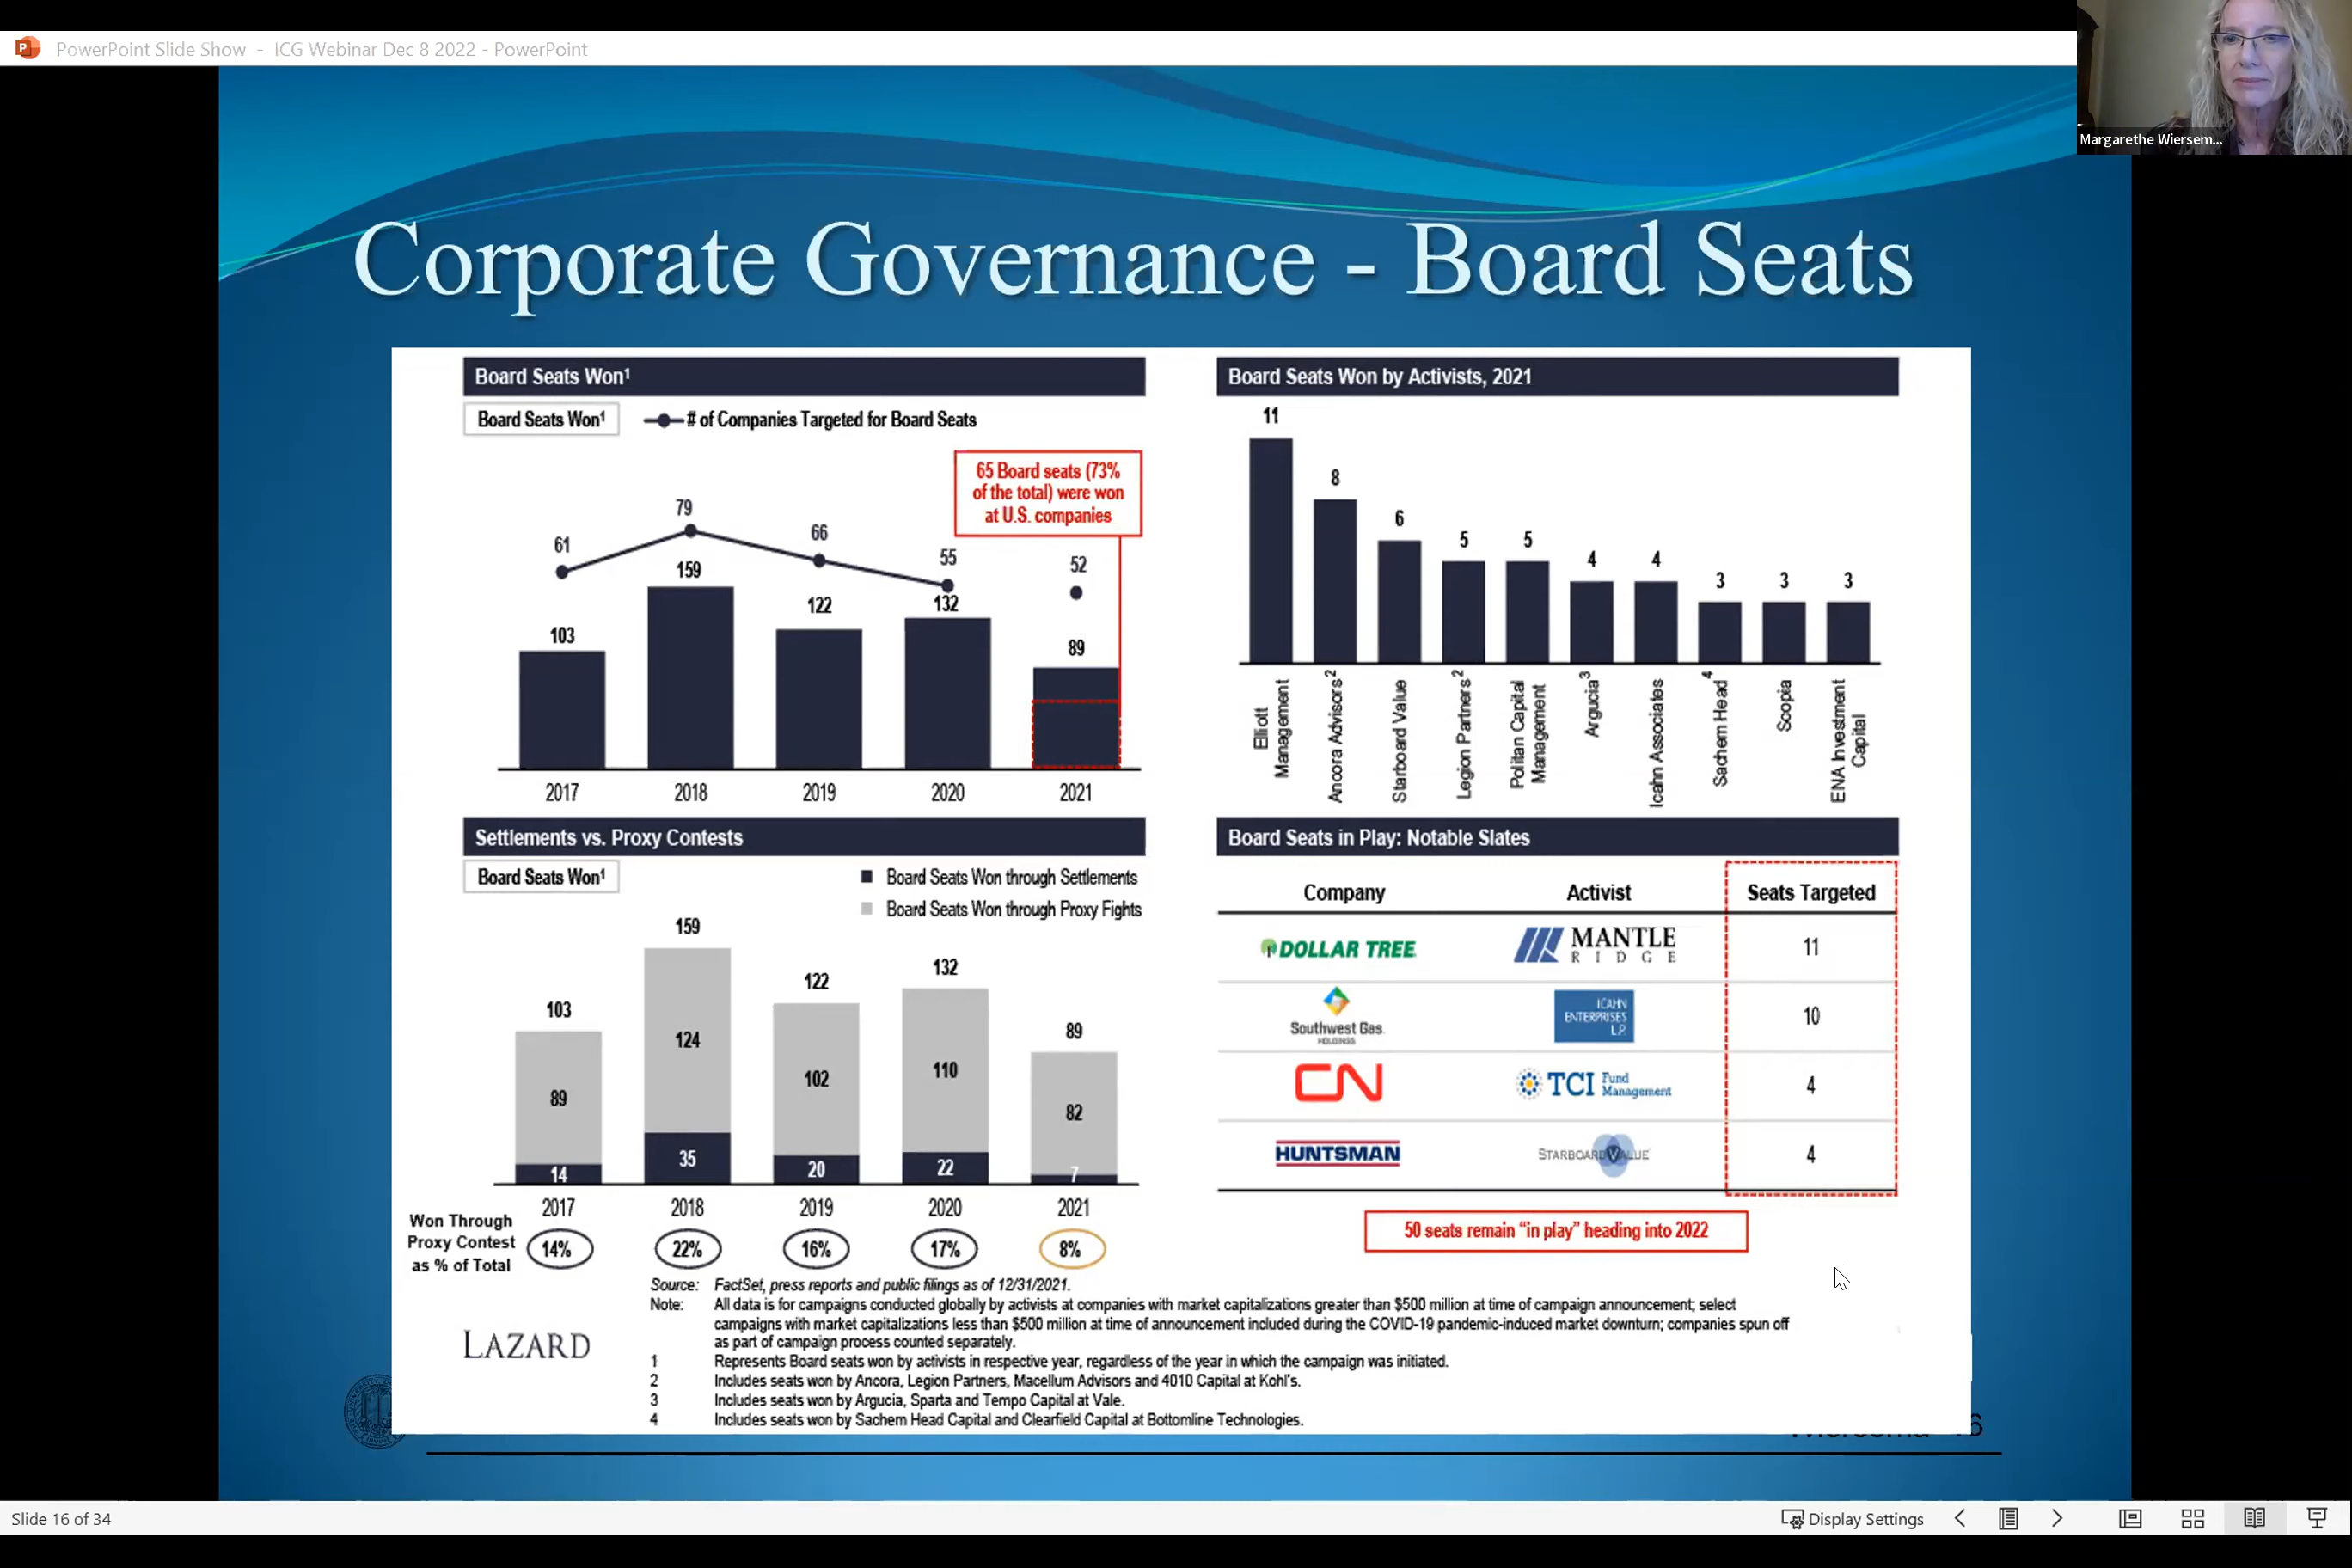 PowerPoint Slide Show - ICG Webinar Dec 8 2022 - PowerPoint
Margarethe Wiersem...
Corporate Governance - Board Seats
Board Seats Won¹
Board Seats Won¹
# of Companies Targeted for Board Seats
65 Board seats (73%
of the total) were won
at U.S. companies
61
79
66
55
52
103
159
122
132
89
2017
2018
2019
2020
2021
Board Seats Won by Activists, 2021
11
8
6
5
5
4
4
3
3
3
Elliott
Management
Ancora Advisors²
Starboard Value
Legion Partners²
Politan Capital
Management
Argucia³
Icahn Associates
Sachem Head⁴
Scopia
ENA Investment
Capital
Settlements vs. Proxy Contests
Board Seats Won¹
Board Seats Won through Settlements
Board Seats Won through Proxy Fights
103
159
122
132
89
89
124
102
110
82
14
35
20
22
7
2017
2018
2019
2020
2021
Won Through
Proxy Contest
as % of Total
14%
22%
16%
17%
8%
Board Seats in Play: Notable Slates
Company
Activist
Seats Targeted
DOLLAR TREE
MANTLE
RIDGE
11
Southwest Gas
HOLDINGS
ICAHN
ENTERPRISES
L.P.
10
CN
TCI Fund
Management
4
HUNTSMAN
STARBOARD VALUE
4
50 seats remain “in play” heading into 2022
Source: FactSet, press reports and public filings as of 12/31/2021.
Note: All data is for campaigns conducted globally by activists at companies with market capitalizations greater than $500 million at time of campaign announcement; select
campaigns with market capitalizations less than $500 million at time of announcement included during the COVID-19 pandemic-induced market downturn; companies spun off
as part of campaign process counted separately.
1 Represents Board seats won by activists in respective year, regardless of the year in which the campaign was initiated.
2 Includes seats won by Ancora, Legion Partners, Macellum Advisors and 4010 Capital at Kohl's.
3 Includes seats won by Argucia, Sparta and Tempo Capital at Vale.
4 Includes seats won by Sachem Head Capital and Clearfield Capital at Bottomline Technologies.
LAZARD
Slide 16 of 34
Display Settings